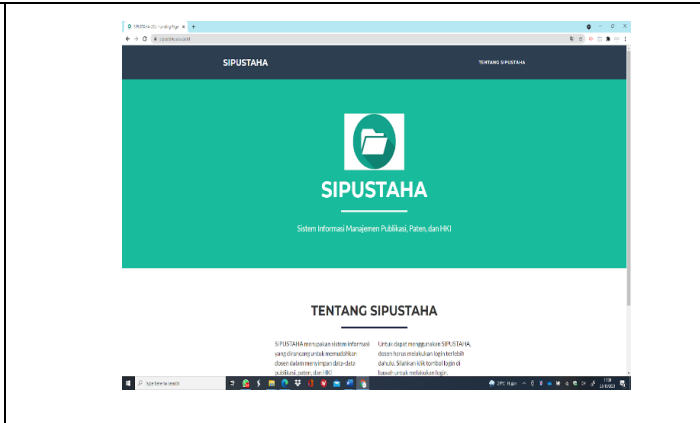 SIPUSTAHA
TENTANG SIPUSTAHA
SIPUSTAHA
Sistem Informasi Manajemen Publikasi, Paten, dan HKI
TENTANG SIPUSTAHA
SIPUSTAHA merupakan sistem informasi
yang dirancang untuk memudahkan
dosen dalam menyimpan data-data
publikasi, paten, dan HKI
Untuk dapat menggunakan SIPUSTAHA,
dosen harus melakukan login terlebih
dahulu. Silahkan klik tombol login di
bawah untuk melakukan login.
Type here to search